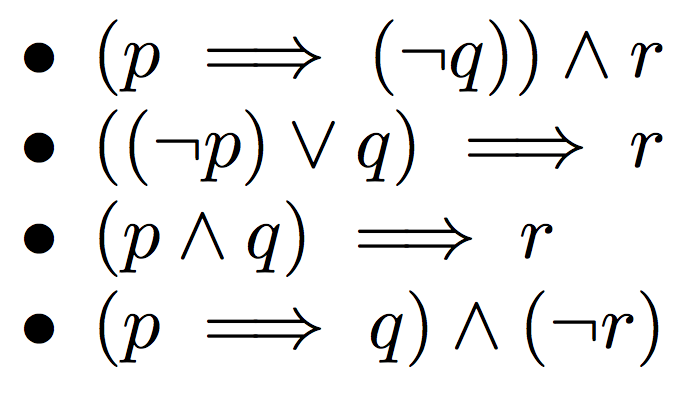 • (p ⟹ (¬q)) ∧ r
• ((¬p) ∨ q) ⟹ r
• (p ∧ q) ⟹ r
• (p ⟹ q) ∧ (¬r)